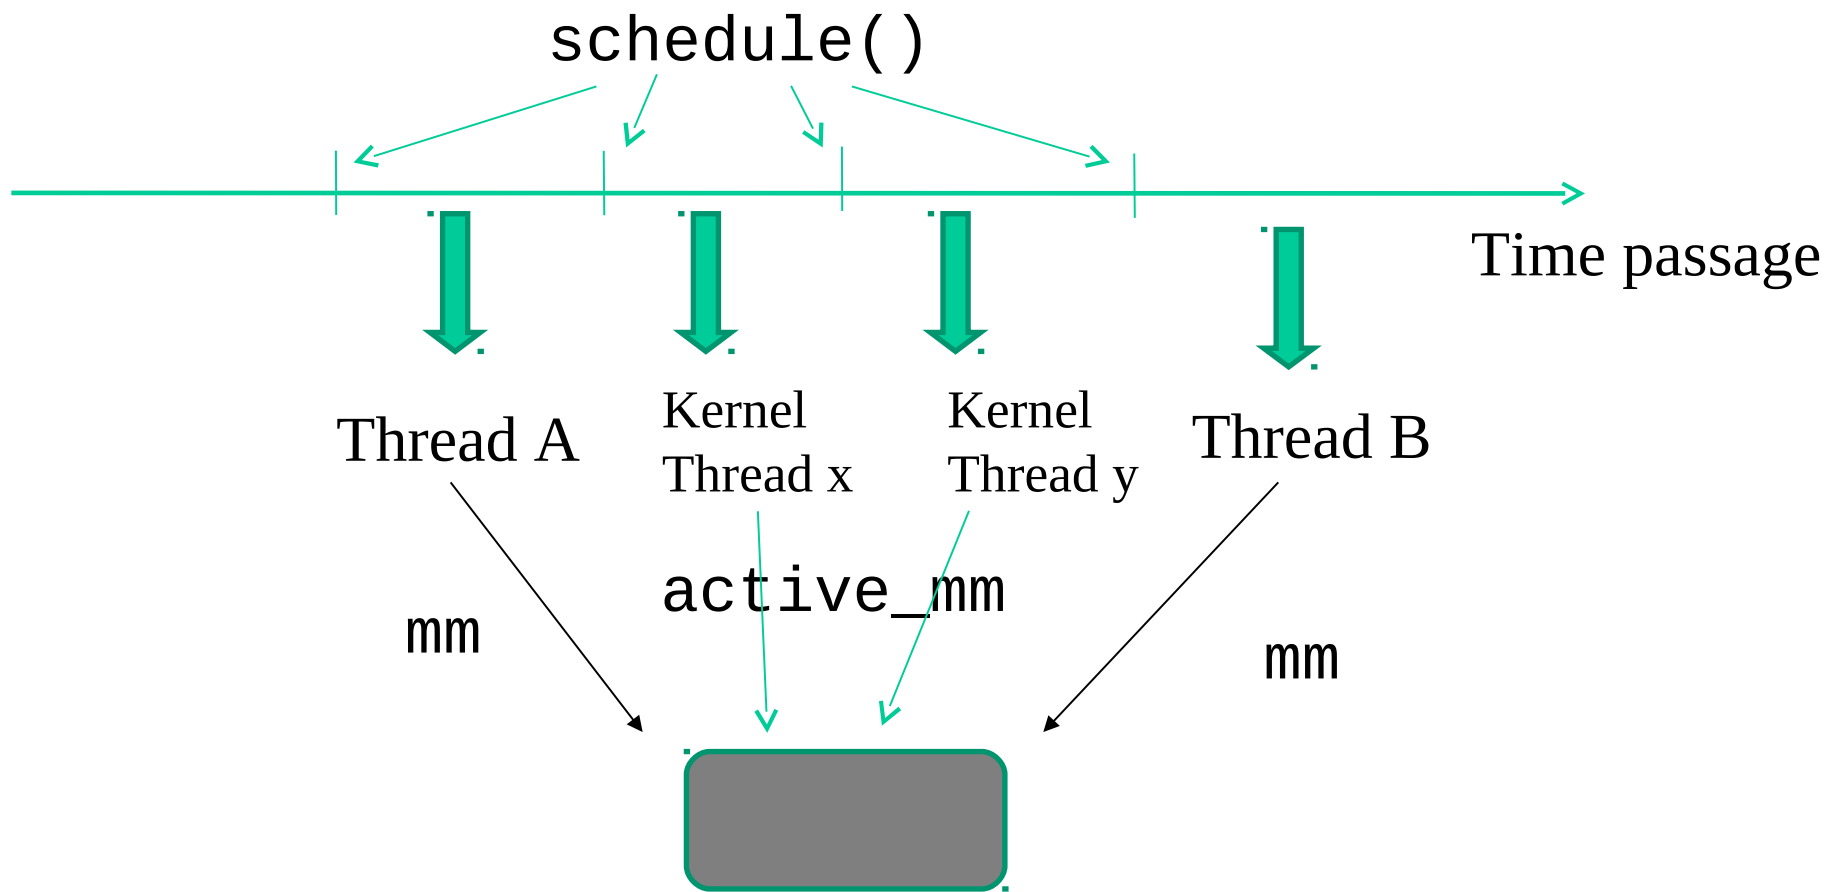 schedule()
Time passage
Thread A
Kernel
Thread x
Kernel
Thread y
Thread B
active_mm
mm
mm